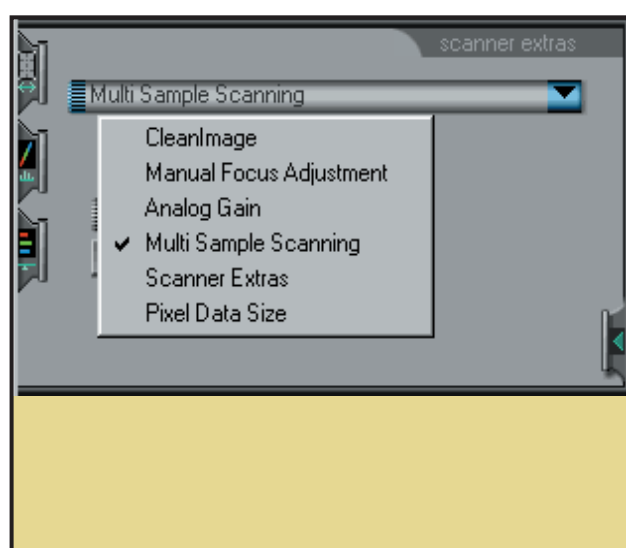 scanner extras
Multi Sample Scanning
CleanImage
Manual Focus Adjustment
Analog Gain
✔ Multi Sample Scanning
Scanner Extras
Pixel Data Size